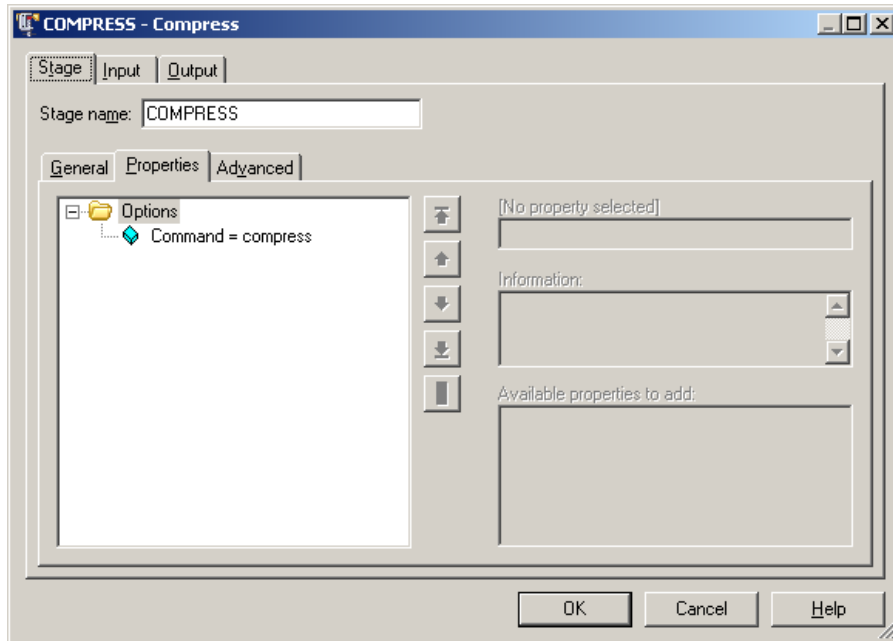 COMPRESS - Compress
Stage Input Output
Stage name: COMPRESS
General Properties Advanced
Options
Command = compress
[No property selected]
Information:
Available properties to add:
OK Cancel Help